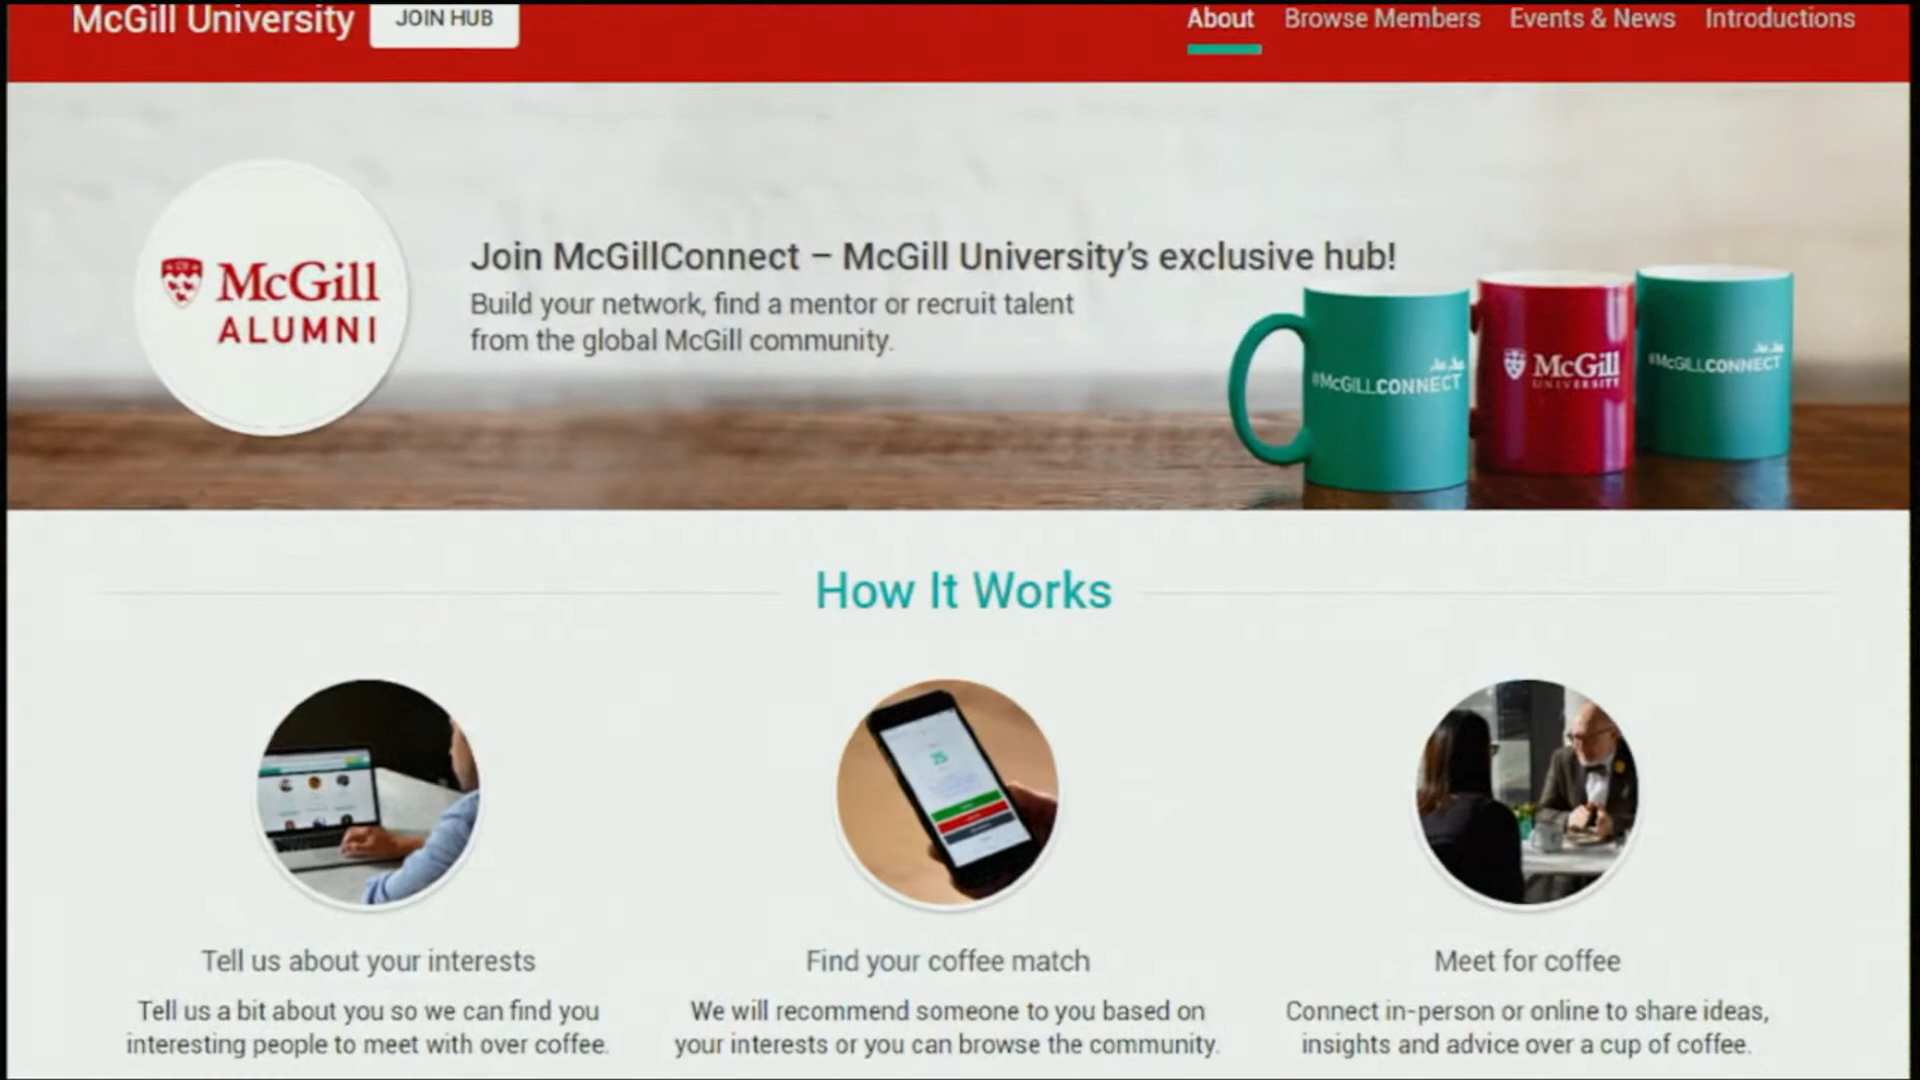 McGill University
JOIN HUB
About
Browse Members
Events & News
Introductions
McGill
ALUMNI
Join McGillConnect – McGill University’s exclusive hub!
Build your network, find a mentor or recruit talent
from the global McGill community.
#McGILLCONNECT
McGill
UNIVERSITY
#McGILLCONNECT
How It Works
25
Tell us about your interests
Tell us a bit about you so we can find you
interesting people to meet with over coffee.
Find your coffee match
We will recommend someone to you based on
your interests or you can browse the community.
Meet for coffee
Connect in-person or online to share ideas,
insights and advice over a cup of coffee.